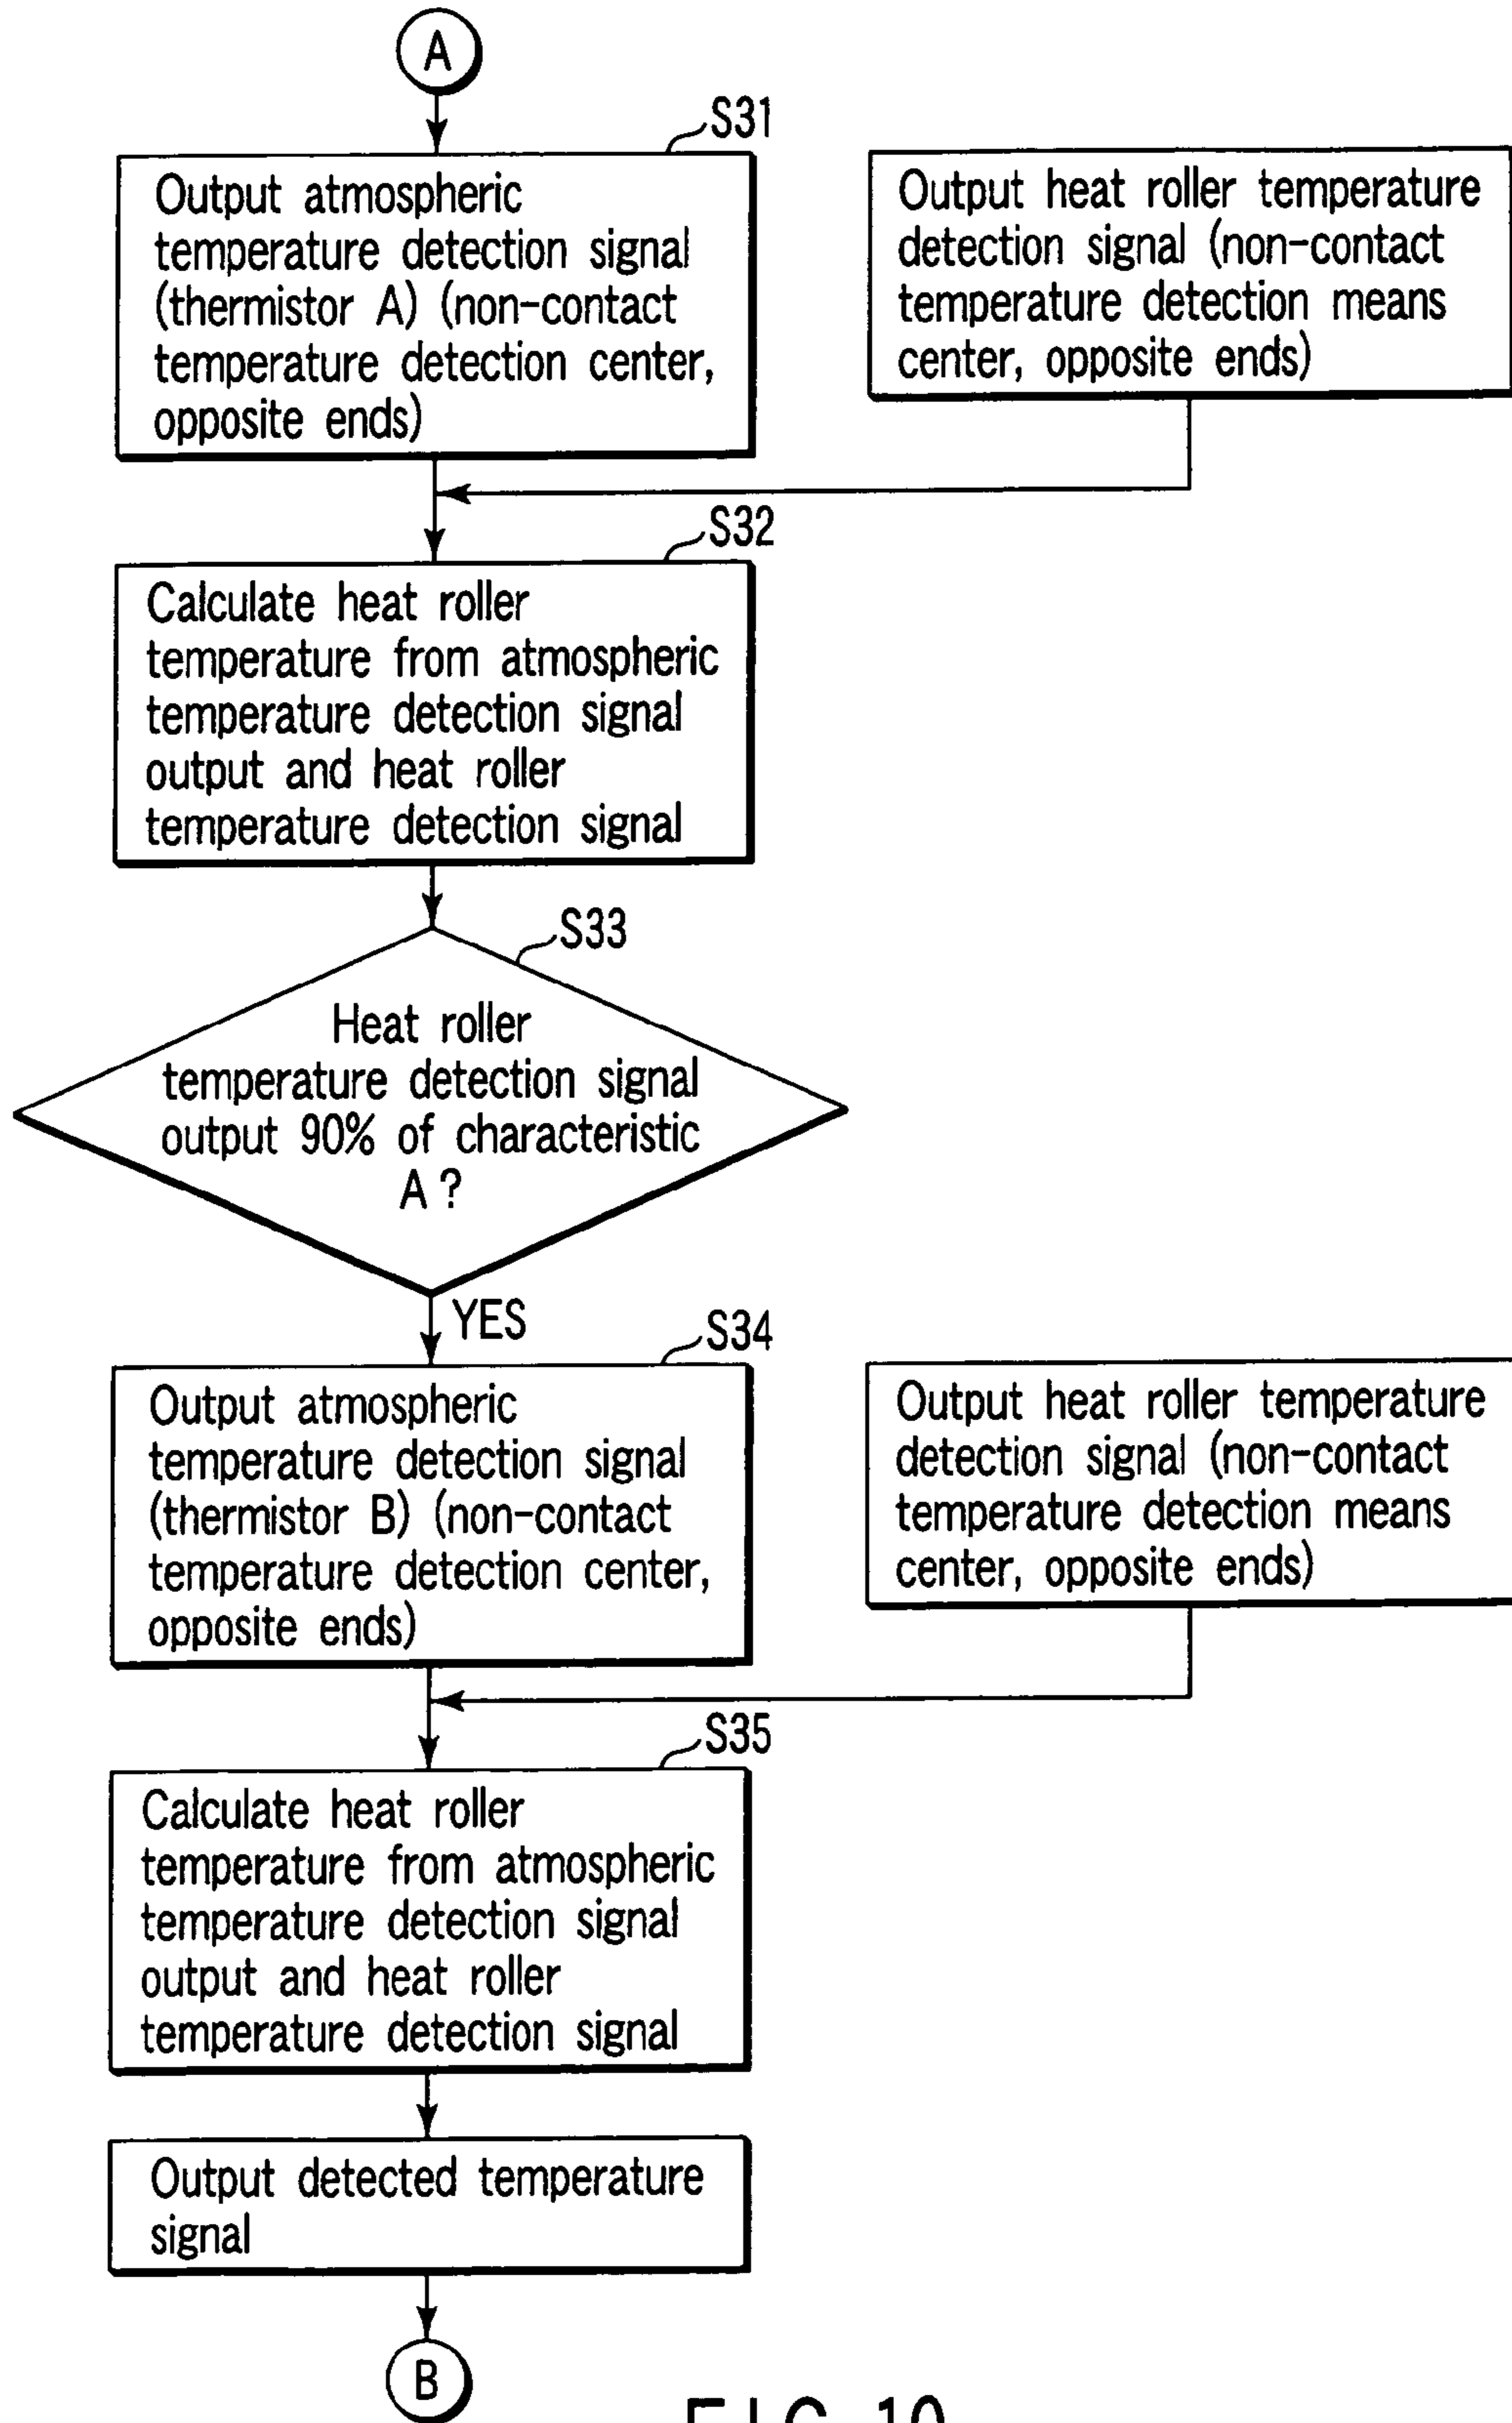 A
S31
Output atmospheric
temperature detection signal
(thermistor A) (non-contact
temperature detection center,
opposite ends)
Output heat roller temperature
detection signal (non-contact
temperature detection means
center, opposite ends)
S32
Calculate heat roller
temperature from atmospheric
temperature detection signal
output and heat roller
temperature detection signal
S33
Heat roller
temperature detection signal
output 90% of characteristic
A ?
YES
S34
Output atmospheric
temperature detection signal
(thermistor B) (non-contact
temperature detection center,
opposite ends)
Output heat roller temperature
detection signal (non-contact
temperature detection means
center, opposite ends)
S35
Calculate heat roller
temperature from atmospheric
temperature detection signal
output and heat roller
temperature detection signal
Output detected temperature
signal
B